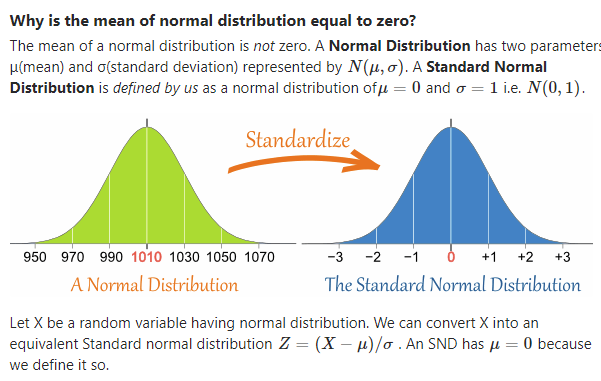 Why is the mean of normal distribution equal to zero?
The mean of a normal distribution is not zero. A Normal Distribution has two parameters
μ(mean) and σ(standard deviation) represented by N(μ, σ). A Standard Normal
Distribution is defined by us as a normal distribution of μ = 0 and σ = 1 i.e. N(0, 1).
Standardize
950 970 990 1010 1030 1050 1070
-3 -2 -1 0 +1 +2 +3
A Normal Distribution
The Standard Normal Distribution
Let X be a random variable having normal distribution. We can convert X into an
equivalent Standard normal distribution Z = (X − μ)/σ . An SND has μ = 0 because
we define it so.